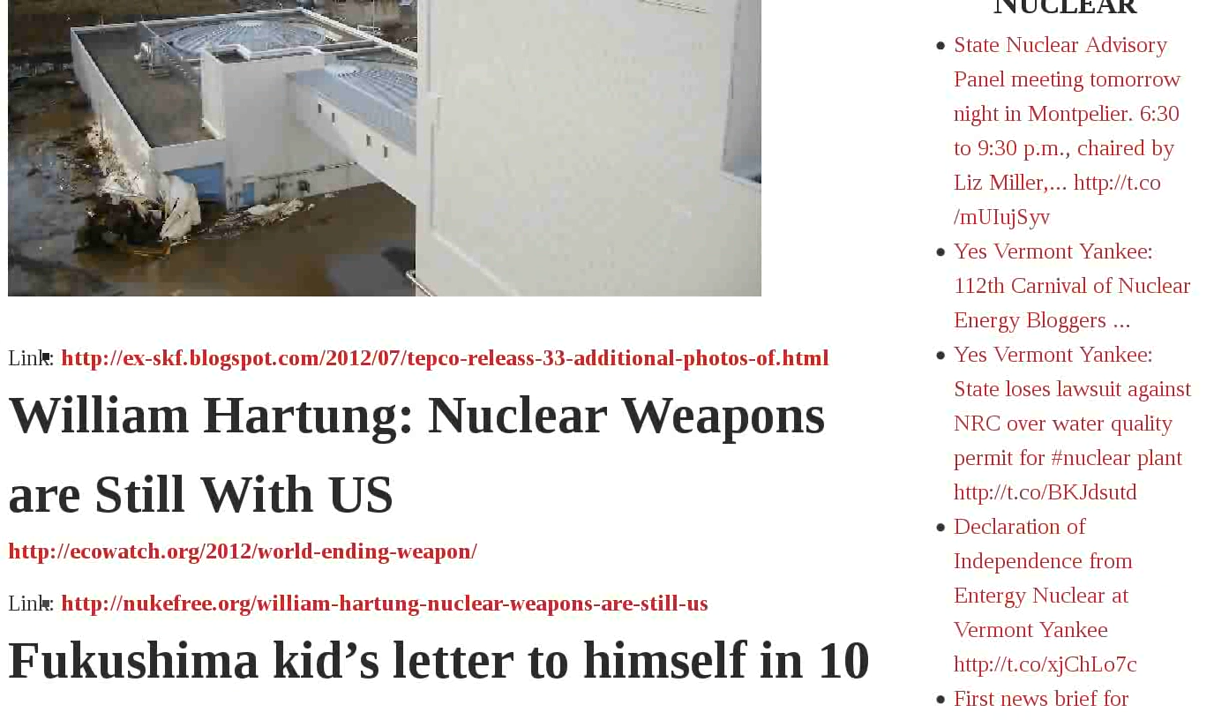 Link: http://ex-skf.blogspot.com/2012/07/tepco-releass-33-additional-photos-of.html
William Hartung: Nuclear Weapons
are Still With US
http://ecowatch.org/2012/world-ending-weapon/
Link: http://nukefree.org/william-hartung-nuclear-weapons-are-still-us
Fukushima kid’s letter to himself in 10
NUCLEAR
State Nuclear Advisory
Panel meeting tomorrow
night in Montpelier. 6:30
to 9:30 p.m., chaired by
Liz Miller,... http://t.co
/mUIujSyv
Yes Vermont Yankee:
112th Carnival of Nuclear
Energy Bloggers ...
Yes Vermont Yankee:
State loses lawsuit against
NRC over water quality
permit for #nuclear plant
http://t.co/BKJdsutd
Declaration of
Independence from
Entergy Nuclear at
Vermont Yankee
http://t.co/xjChLo7c
First news brief for